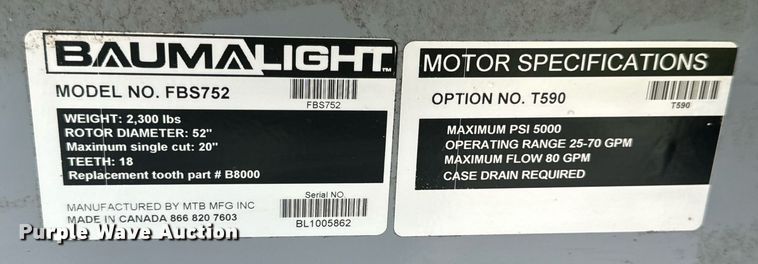 BAUMALIGHT™
MODEL NO. FBS752
FBS752
WEIGHT: 2,300 lbs
ROTOR DIAMETER: 52"
Maximum single cut: 20"
TEETH: 18
Replacement tooth part # B8000
MANUFACTURED BY MTB MFG INC
MADE IN CANADA 866 820 7603
Serial NO.
BL1005862
MOTOR SPECIFICATIONS
OPTION NO. T590
T590
MAXIMUM PSI 5000
OPERATING RANGE 25-70 GPM
MAXIMUM FLOW 80 GPM
CASE DRAIN REQUIRED
Purple Wave Auction